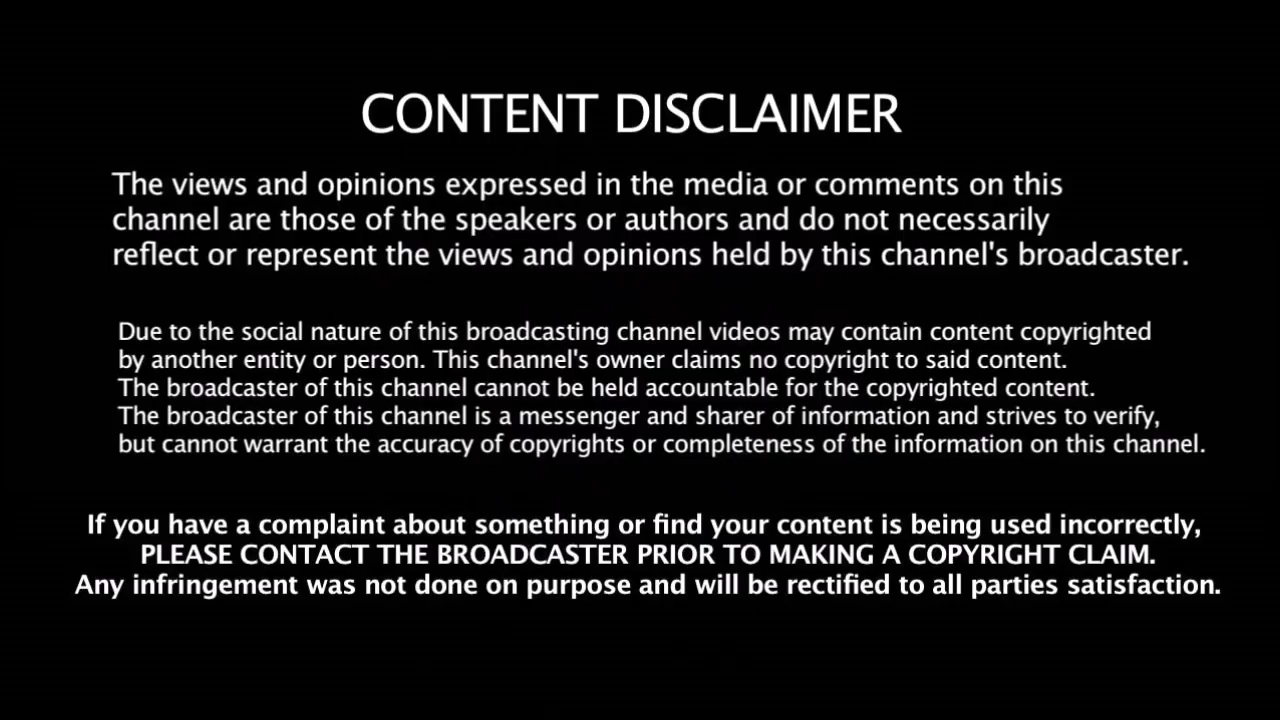 CONTENT DISCLAIMER
The views and opinions expressed in the media or comments on this
channel are those of the speakers or authors and do not necessarily
reflect or represent the views and opinions held by this channel's broadcaster.
Due to the social nature of this broadcasting channel videos may contain content copyrighted
by another entity or person. This channel's owner claims no copyright to said content.
The broadcaster of this channel cannot be held accountable for the copyrighted content.
The broadcaster of this channel is a messenger and sharer of information and strives to verify,
but cannot warrant the accuracy of copyrights or completeness of the information on this channel.
If you have a complaint about something or find your content is being used incorrectly,
PLEASE CONTACT THE BROADCASTER PRIOR TO MAKING A COPYRIGHT CLAIM.
Any infringement was not done on purpose and will be rectified to all parties satisfaction.